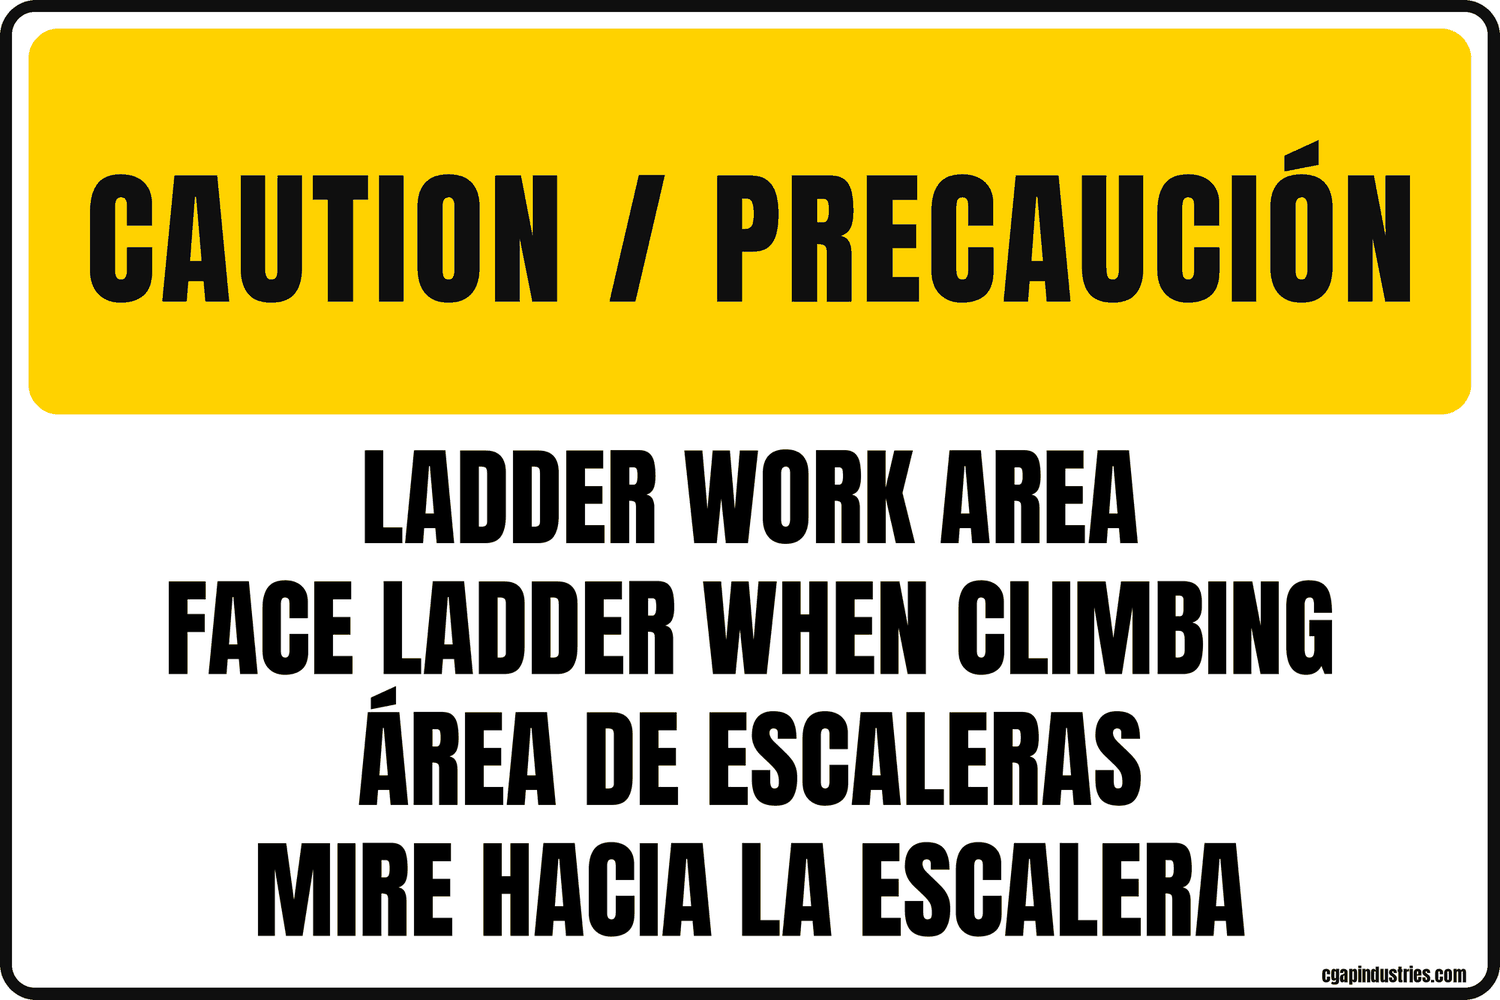 CAUTION / PRECAUCIÓN
LADDER WORK AREA
FACE LADDER WHEN CLIMBING
ÁREA DE ESCALERAS
MIRE HACIA LA ESCALERA
cgapindustries.com